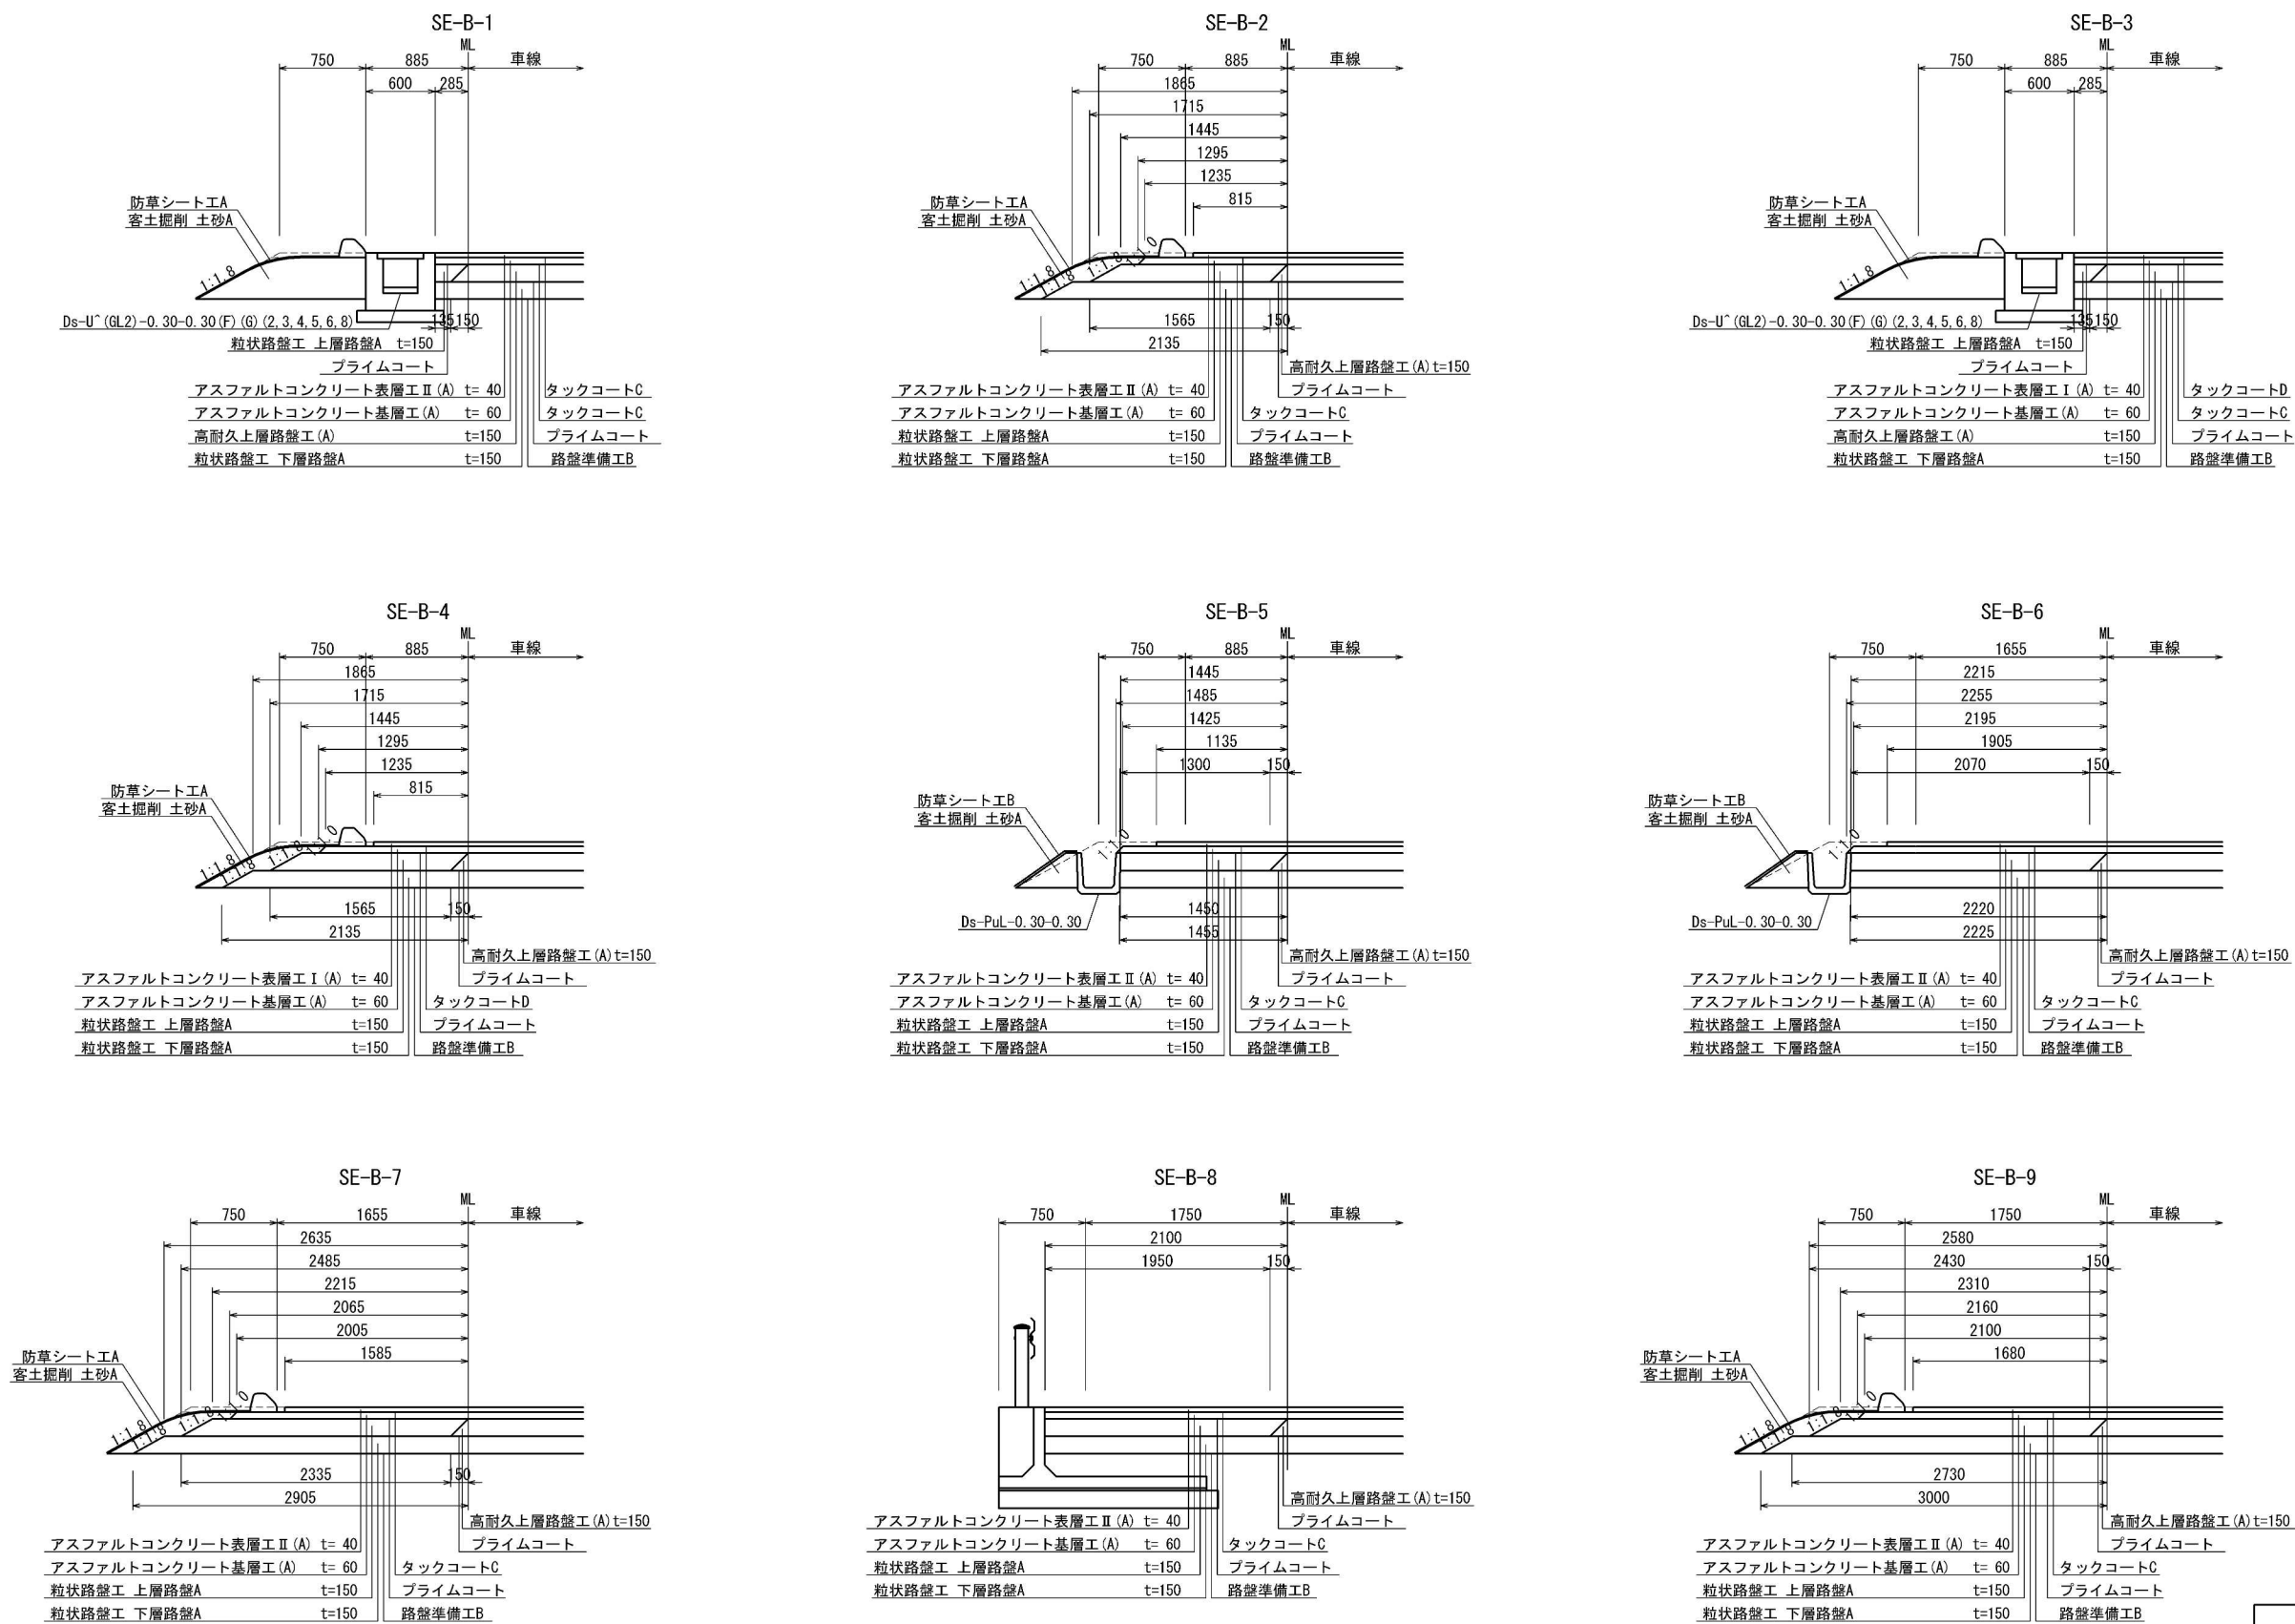 SE-B-1
ML
750
885
車線
600
285
防草シート工A
客土掘削 土砂A
1:1.8
Ds-U^(GL2)-0.30-0.30(F)(G)(2,3,4,5,6,8)
135
150
粒状路盤工 上層路盤A t=150
プライムコート
アスファルトコンクリート表層工Ⅱ(A) t= 40
タックコートC
アスファルトコンクリート基層工(A) t= 60
タックコートC
高耐久上層路盤工(A) t=150
プライムコート
粒状路盤工 下層路盤A t=150
路盤準備工B
SE-B-2
ML
750
885
車線
1865
1715
1445
1295
1235
815
防草シート工A
客土掘削 土砂A
1:1.8
1:1.8
1:1.8
1:1.0
1565
150
2135
高耐久上層路盤工(A)t=150
アスファルトコンクリート表層工Ⅱ(A) t= 40
プライムコート
アスファルトコンクリート基層工(A) t= 60
タックコートC
粒状路盤工 上層路盤A t=150
プライムコート
粒状路盤工 下層路盤A t=150
路盤準備工B
SE-B-3
ML
750
885
車線
600
285
防草シート工A
客土掘削 土砂A
1:1.8
Ds-U^(GL2)-0.30-0.30(F)(G)(2,3,4,5,6,8)
135
150
粒状路盤工 上層路盤A t=150
プライムコート
アスファルトコンクリート表層工Ⅰ(A) t= 40
タックコートD
アスファルトコンクリート基層工(A) t= 60
タックコートC
高耐久上層路盤工(A) t=150
プライムコート
粒状路盤工 下層路盤A t=150
路盤準備工B
SE-B-4
ML
750
885
車線
1865
1715
1445
1295
1235
815
防草シート工A
客土掘削 土砂A
1:1.8
1:1.8
1:1.8
1:1.0
1565
150
2135
高耐久上層路盤工(A)t=150
アスファルトコンクリート表層工Ⅰ(A) t= 40
プライムコート
アスファルトコンクリート基層工(A) t= 60
タックコートD
粒状路盤工 上層路盤A t=150
プライムコート
粒状路盤工 下層路盤A t=150
路盤準備工B
SE-B-5
ML
750
885
車線
1445
1485
1425
1135
1300
150
防草シート工B
客土掘削 土砂A
1:1.0
Ds-PuL-0.30-0.30
1450
1455
高耐久上層路盤工(A)t=150
アスファルトコンクリート表層工Ⅱ(A) t= 40
プライムコート
アスファルトコンクリート基層工(A) t= 60
タックコートC
粒状路盤工 上層路盤A t=150
プライムコート
粒状路盤工 下層路盤A t=150
路盤準備工B
SE-B-6
ML
750
1655
車線
2215
2255
2195
1905
2070
150
防草シート工B
客土掘削 土砂A
1:1.0
Ds-PuL-0.30-0.30
2220
2225
高耐久上層路盤工(A)t=150
アスファルトコンクリート表層工Ⅱ(A) t= 40
プライムコート
アスファルトコンクリート基層工(A) t= 60
タックコートC
粒状路盤工 上層路盤A t=150
プライムコート
粒状路盤工 下層路盤A t=150
路盤準備工B
SE-B-7
ML
750
1655
車線
2635
2485
2215
2065
2005
1585
防草シート工A
客土掘削 土砂A
1:1.8
1:1.8
1:1.8
1:1.0
2335
150
2905
高耐久上層路盤工(A)t=150
アスファルトコンクリート表層工Ⅱ(A) t= 40
プライムコート
アスファルトコンクリート基層工(A) t= 60
タックコートC
粒状路盤工 上層路盤A t=150
プライムコート
粒状路盤工 下層路盤A t=150
路盤準備工B
SE-B-8
ML
750
1750
車線
2100
1950
150
高耐久上層路盤工(A)t=150
アスファルトコンクリート表層工Ⅱ(A) t= 40
プライムコート
アスファルトコンクリート基層工(A) t= 60
タックコートC
粒状路盤工 上層路盤A t=150
プライムコート
粒状路盤工 下層路盤A t=150
路盤準備工B
SE-B-9
ML
750
1750
車線
2580
2430
150
2310
2160
2100
1680
防草シート工A
客土掘削 土砂A
1:1.8
1:1.8
1:1.8
1:1.0
2730
3000
高耐久上層路盤工(A)t=150
アスファルトコンクリート表層工Ⅱ(A) t= 40
プライムコート
アスファルトコンクリート基層工(A) t= 60
タックコートC
粒状路盤工 上層路盤A t=150
プライムコート
粒状路盤工 下層路盤A t=150
路盤準備工B